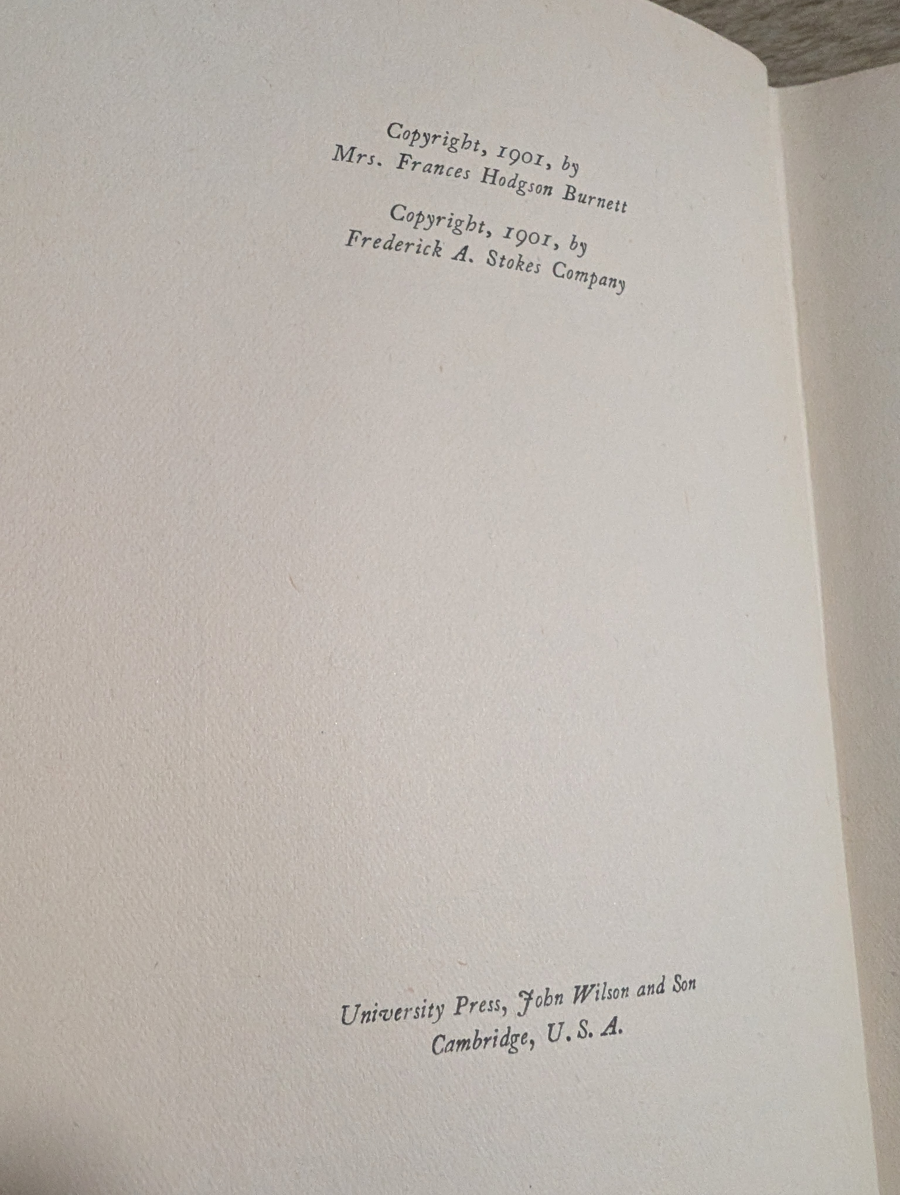 Copyright, 1901, by
Mrs. Frances Hodgson Burnett
Copyright, 1901, by
Frederick A. Stokes Company
University Press, John Wilson and Son
Cambridge, U. S. A.